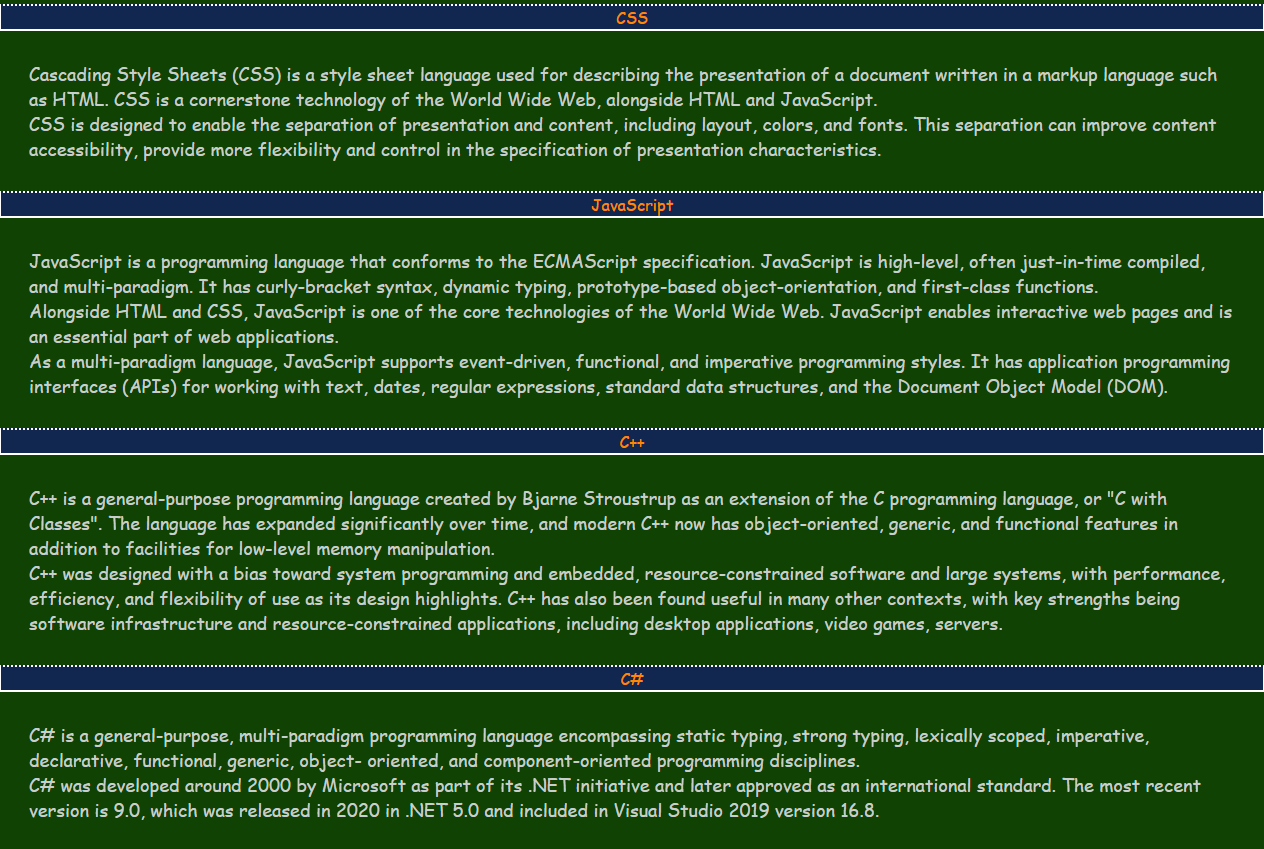 CSS
Cascading Style Sheets (CSS) is a style sheet language used for describing the presentation of a document written in a markup language such
as HTML. CSS is a cornerstone technology of the World Wide Web, alongside HTML and JavaScript.
CSS is designed to enable the separation of presentation and content, including layout, colors, and fonts. This separation can improve content
accessibility, provide more flexibility and control in the specification of presentation characteristics.
JavaScript
JavaScript is a programming language that conforms to the ECMAScript specification. JavaScript is high-level, often just-in-time compiled,
and multi-paradigm. It has curly-bracket syntax, dynamic typing, prototype-based object-orientation, and first-class functions.
Alongside HTML and CSS, JavaScript is one of the core technologies of the World Wide Web. JavaScript enables interactive web pages and is
an essential part of web applications.
As a multi-paradigm language, JavaScript supports event-driven, functional, and imperative programming styles. It has application programming
interfaces (APIs) for working with text, dates, regular expressions, standard data structures, and the Document Object Model (DOM).
C++
C++ is a general-purpose programming language created by Bjarne Stroustrup as an extension of the C programming language, or "C with
Classes". The language has expanded significantly over time, and modern C++ now has object-oriented, generic, and functional features in
addition to facilities for low-level memory manipulation.
C++ was designed with a bias toward system programming and embedded, resource-constrained software and large systems, with performance,
efficiency, and flexibility of use as its design highlights. C++ has also been found useful in many other contexts, with key strengths being
software infrastructure and resource-constrained applications, including desktop applications, video games, servers.
C#
C# is a general-purpose, multi-paradigm programming language encompassing static typing, strong typing, lexically scoped, imperative,
declarative, functional, generic, object- oriented, and component-oriented programming disciplines.
C# was developed around 2000 by Microsoft as part of its .NET initiative and later approved as an international standard. The most recent
version is 9.0, which was released in 2020 in .NET 5.0 and included in Visual Studio 2019 version 16.8.